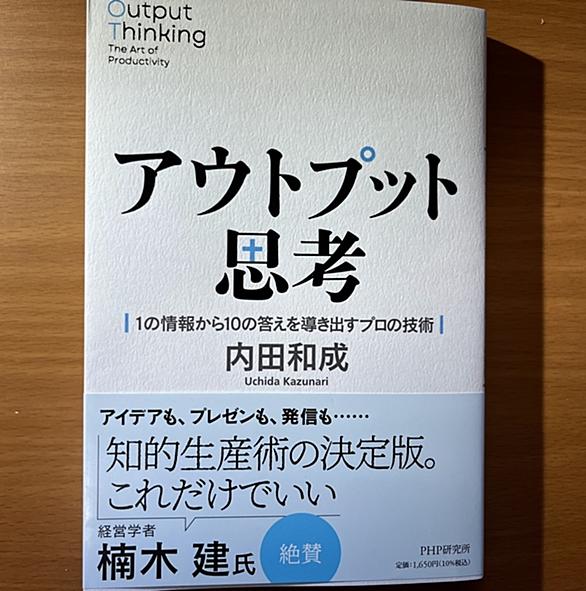 Output
Thinking
The Art of
Productivity
アウトプット
思考
1の情報から10の答えを導き出すプロの技術
内田和成
Uchida Kazunari
アイデアも、プレゼンも、発信も……
知的生産術の決定版。
これだけでいい
経営学者
楠木 建氏
絶賛
PHP研究所
定価:1,650円(10%税込)